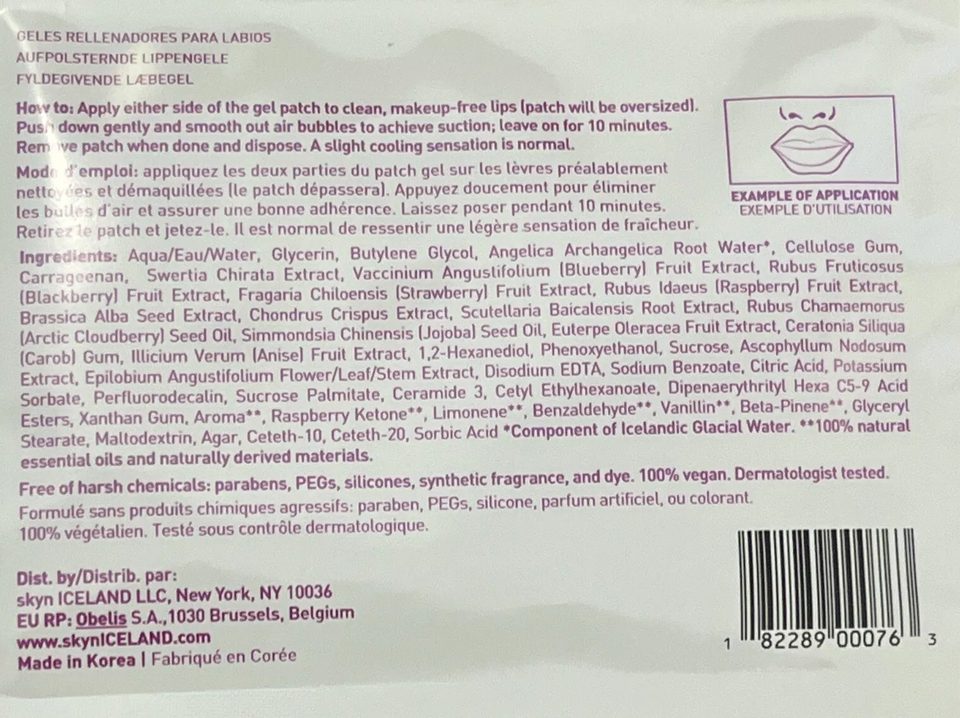 GELES RELLENADORES PARA LABIOS
AUFPOLSTERNDE LIPPENGELE
FYLDEGIVENDE LÆBEGEL
How to: Apply either side of the gel patch to clean, makeup-free lips (patch will be oversized).
Push down gently and smooth out air bubbles to achieve suction; leave on for 10 minutes.
Remove patch when done and dispose. A slight cooling sensation is normal.
Mode d'emploi: appliquez les deux parties du patch gel sur les lèvres préalablement
nettoyées et démaquillées (le patch dépassera). Appuyez doucement pour éliminer
les bulles d'air et assurer une bonne adhérence. Laissez poser pendant 10 minutes.
Retirez le patch et jetez-le. Il est normal de ressentir une légère sensation de fraîcheur.
EXAMPLE OF APPLICATION
EXEMPLE D'UTILISATION
Ingredients: Aqua/Eau/Water, Glycerin, Butylene Glycol, Angelica Archangelica Root Water*, Cellulose Gum,
Carrageenan, Swertia Chirata Extract, Vaccinium Angustifolium (Blueberry) Fruit Extract, Rubus Fruticosus
(Blackberry) Fruit Extract, Fragaria Chiloensis (Strawberry) Fruit Extract, Rubus Idaeus (Raspberry) Fruit Extract,
Brassica Alba Seed Extract, Chondrus Crispus Extract, Scutellaria Baicalensis Root Extract, Rubus Chamaemorus
(Arctic Cloudberry) Seed Oil, Simmondsia Chinensis (Jojoba) Seed Oil, Euterpe Oleracea Fruit Extract, Ceratonia Siliqua
(Carob) Gum, Illicium Verum (Anise) Fruit Extract, 1,2-Hexanediol, Phenoxyethanol, Sucrose, Ascophyllum Nodosum
Extract, Epilobium Angustifolium Flower/Leaf/Stem Extract, Disodium EDTA, Sodium Benzoate, Citric Acid, Potassium
Sorbate, Perfluorodecalin, Sucrose Palmitate, Ceramide 3, Cetyl Ethylhexanoate, Dipenaerythrityl Hexa C5-9 Acid
Esters, Xanthan Gum, Aroma**, Raspberry Ketone**, Limonene**, Benzaldehyde**, Vanillin**, Beta-Pinene**, Glyceryl
Stearate, Maltodextrin, Agar, Ceteth-10, Ceteth-20, Sorbic Acid *Component of Icelandic Glacial Water. **100% natural
essential oils and naturally derived materials.
Free of harsh chemicals: parabens, PEGs, silicones, synthetic fragrance, and dye. 100% vegan. Dermatologist tested.
Formulé sans produits chimiques agressifs: paraben, PEGs, silicone, parfum artificiel, ou colorant.
100% végétalien. Testé sous contrôle dermatologique.
Dist. by/Distrib. par:
skyn ICELAND LLC, New York, NY 10036
EU RP: Obelis S.A.,1030 Brussels, Belgium
www.skynICELAND.com
Made in Korea | Fabriqué en Corée
1 82289 00076 3